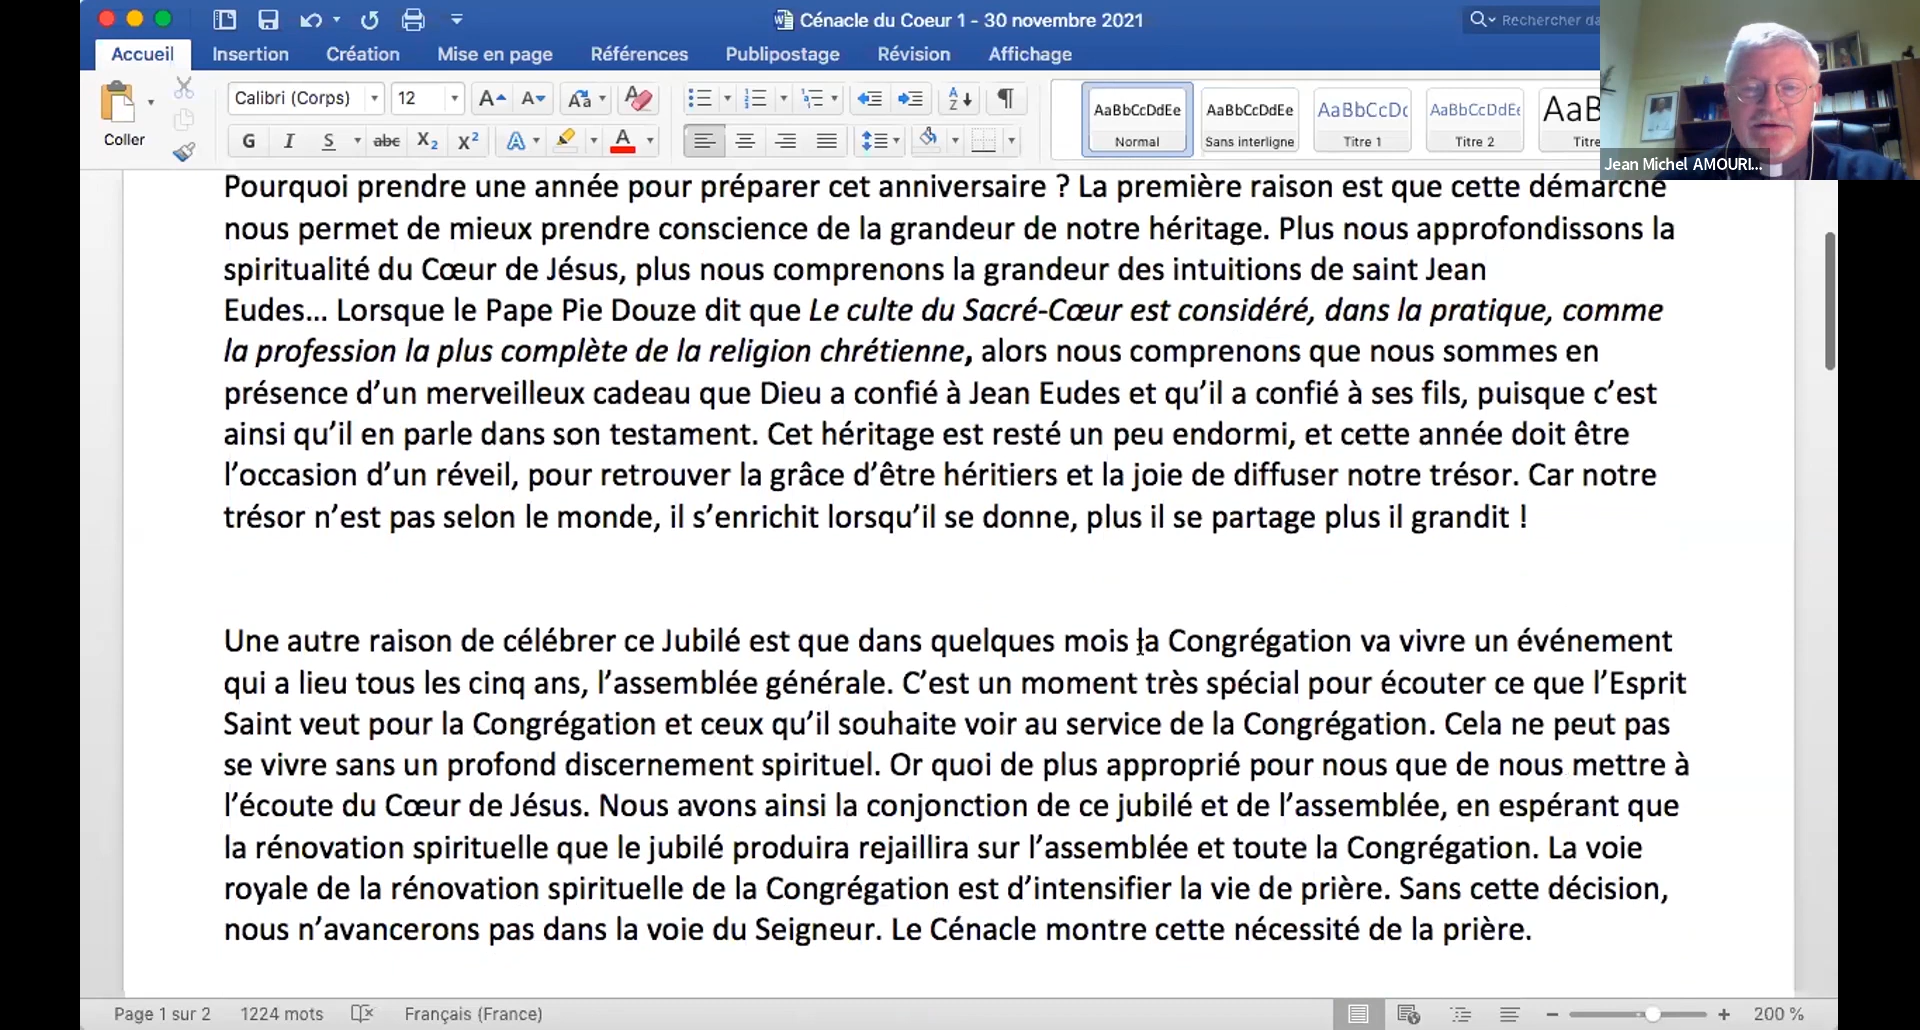 Cénacle du Coeur 1 - 30 novembre 2021
Rechercher da
Accueil Insertion Création Mise en page Références Publipostage Révision Affichage
Calibri (Corps) 12
Coller
AaBbCcDdEe AaBbCcDdEe AaBbCcDc AaBbCcDdEe AaB
Normal Sans interligne Titre 1 Titre 2 Titre
Jean Michel AMOURI...
Pourquoi prendre une année pour préparer cet anniversaire ? La première raison est que cette démarche
nous permet de mieux prendre conscience de la grandeur de notre héritage. Plus nous approfondissons la
spiritualité du Cœur de Jésus, plus nous comprenons la grandeur des intuitions de saint Jean
Eudes... Lorsque le Pape Pie Douze dit que Le culte du Sacré-Cœur est considéré, dans la pratique, comme
la profession la plus complète de la religion chrétienne, alors nous comprenons que nous sommes en
présence d’un merveilleux cadeau que Dieu a confié à Jean Eudes et qu’il a confié à ses fils, puisque c’est
ainsi qu’il en parle dans son testament. Cet héritage est resté un peu endormi, et cette année doit être
l’occasion d’un réveil, pour retrouver la grâce d’être héritiers et la joie de diffuser notre trésor. Car notre
trésor n’est pas selon le monde, il s’enrichit lorsqu’il se donne, plus il se partage plus il grandit !
Une autre raison de célébrer ce Jubilé est que dans quelques mois la Congrégation va vivre un événement
qui a lieu tous les cinq ans, l’assemblée générale. C’est un moment très spécial pour écouter ce que l’Esprit
Saint veut pour la Congrégation et ceux qu’il souhaite voir au service de la Congrégation. Cela ne peut pas
se vivre sans un profond discernement spirituel. Or quoi de plus approprié pour nous que de nous mettre à
l’écoute du Cœur de Jésus. Nous avons ainsi la conjonction de ce jubilé et de l’assemblée, en espérant que
la rénovation spirituelle que le jubilé produira rejaillira sur l’assemblée et toute la Congrégation. La voie
royale de la rénovation spirituelle de la Congrégation est d’intensifier la vie de prière. Sans cette décision,
nous n’avancerons pas dans la voie du Seigneur. Le Cénacle montre cette nécessité de la prière.
Page 1 sur 2 1224 mots Français (France) 200 %